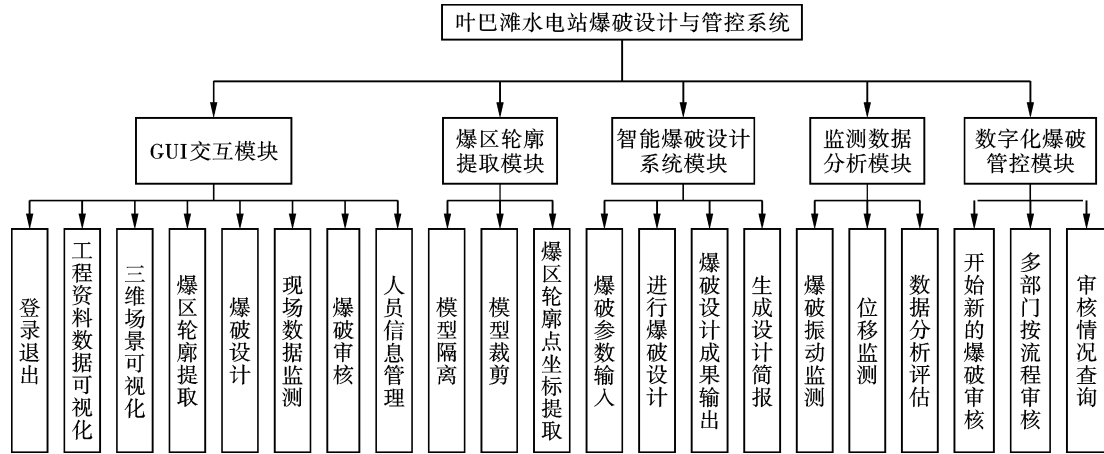 叶巴滩水电站爆破设计与管控系统
GUI交互模块
爆区轮廓
提取模块
智能爆破设计
系统模块
监测数据
分析模块
数字化爆破
管控模块
登录退出
工程资料数据可视化
三维场景可视化
爆区轮廓提取
爆破设计
现场数据监测
爆破审核
人员信息管理
模型隔离
模型裁剪
爆区轮廓点坐标提取
爆破参数输入
进行爆破设计
爆破设计成果输出
生成设计简报
爆破振动监测
位移监测
数据分析评估
开始新的爆破审核
多部门按流程审核
审核情况查询